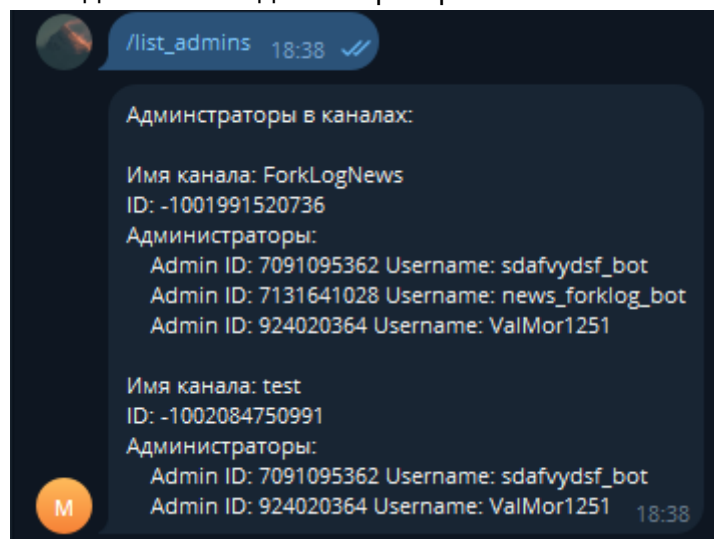 /list_admins 18:38
Админстраторы в каналах:
Имя канала: ForkLogNews
ID: -1001991520736
Администраторы:
Admin ID: 7091095362 Username: sdafvydsf_bot
Admin ID: 7131641028 Username: news_forklog_bot
Admin ID: 924020364 Username: ValMor1251
Имя канала: test
ID: -1002084750991
Администраторы:
Admin ID: 7091095362 Username: sdafvydsf_bot
Admin ID: 924020364 Username: ValMor1251
М
18:38